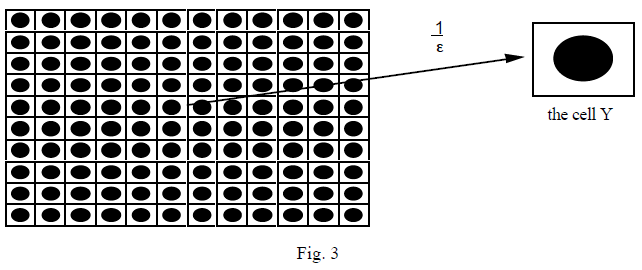 1
ε
the cell Y
Fig. 3